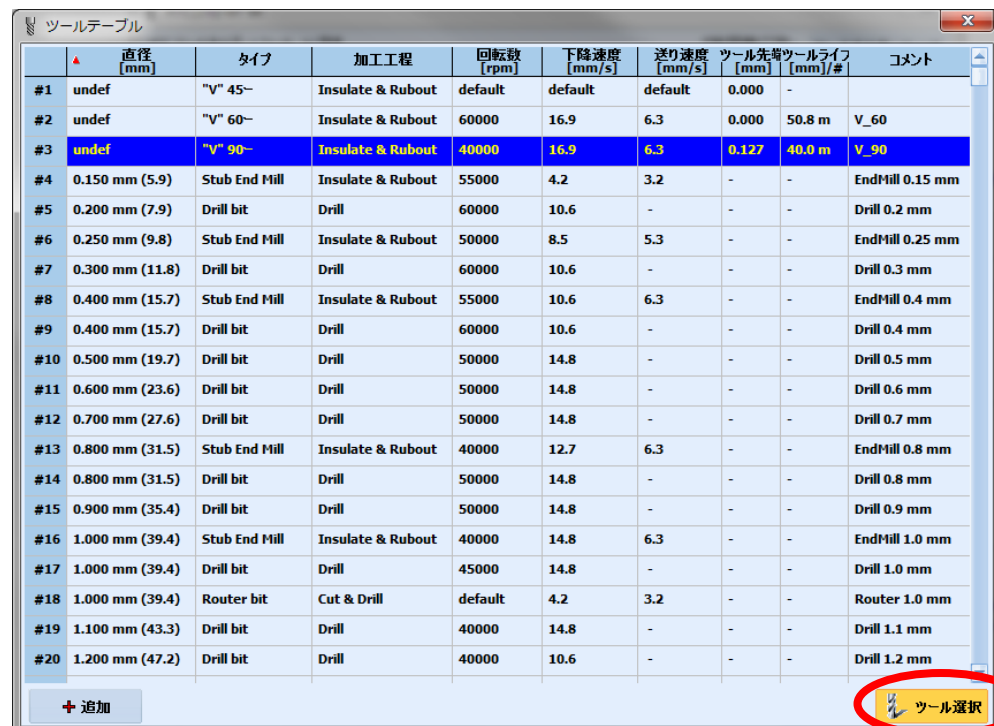 ツールテーブル
直径 タイプ 加工工程 回転数 下降速度 送り速度 ツール先端 ツールライフ コメント
[mm] [rpm] [mm/s] [mm/s] [mm] [mm]/#
#1 undef "V" 45~ Insulate & Rubout default default default 0.000 -
#2 undef "V" 60~ Insulate & Rubout 60000 16.9 6.3 0.000 50.8 m V_60
#3 undef "V" 90~ Insulate & Rubout 40000 16.9 6.3 0.127 40.0 m V_90
#4 0.150 mm (5.9) Stub End Mill Insulate & Rubout 55000 4.2 3.2 - - EndMill 0.15 mm
#5 0.200 mm (7.9) Drill bit Drill 60000 10.6 - - - Drill 0.2 mm
#6 0.250 mm (9.8) Stub End Mill Insulate & Rubout 50000 8.5 5.3 - - EndMill 0.25 mm
#7 0.300 mm (11.8) Drill bit Drill 60000 10.6 - - - Drill 0.3 mm
#8 0.400 mm (15.7) Stub End Mill Insulate & Rubout 55000 10.6 6.3 - - EndMill 0.4 mm
#9 0.400 mm (15.7) Drill bit Drill 60000 10.6 - - - Drill 0.4 mm
#10 0.500 mm (19.7) Drill bit Drill 50000 14.8 - - - Drill 0.5 mm
#11 0.600 mm (23.6) Drill bit Drill 50000 14.8 - - - Drill 0.6 mm
#12 0.700 mm (27.6) Drill bit Drill 50000 14.8 - - - Drill 0.7 mm
#13 0.800 mm (31.5) Stub End Mill Insulate & Rubout 40000 12.7 6.3 - - EndMill 0.8 mm
#14 0.800 mm (31.5) Drill bit Drill 50000 14.8 - - - Drill 0.8 mm
#15 0.900 mm (35.4) Drill bit Drill 50000 14.8 - - - Drill 0.9 mm
#16 1.000 mm (39.4) Stub End Mill Insulate & Rubout 40000 14.8 6.3 - - EndMill 1.0 mm
#17 1.000 mm (39.4) Drill bit Drill 45000 14.8 - - - Drill 1.0 mm
#18 1.000 mm (39.4) Router bit Cut & Drill default 4.2 3.2 - - Router 1.0 mm
#19 1.100 mm (43.3) Drill bit Drill 40000 14.8 - - - Drill 1.1 mm
#20 1.200 mm (47.2) Drill bit Drill 40000 10.6 - - - Drill 1.2 mm
追加 ツール選択